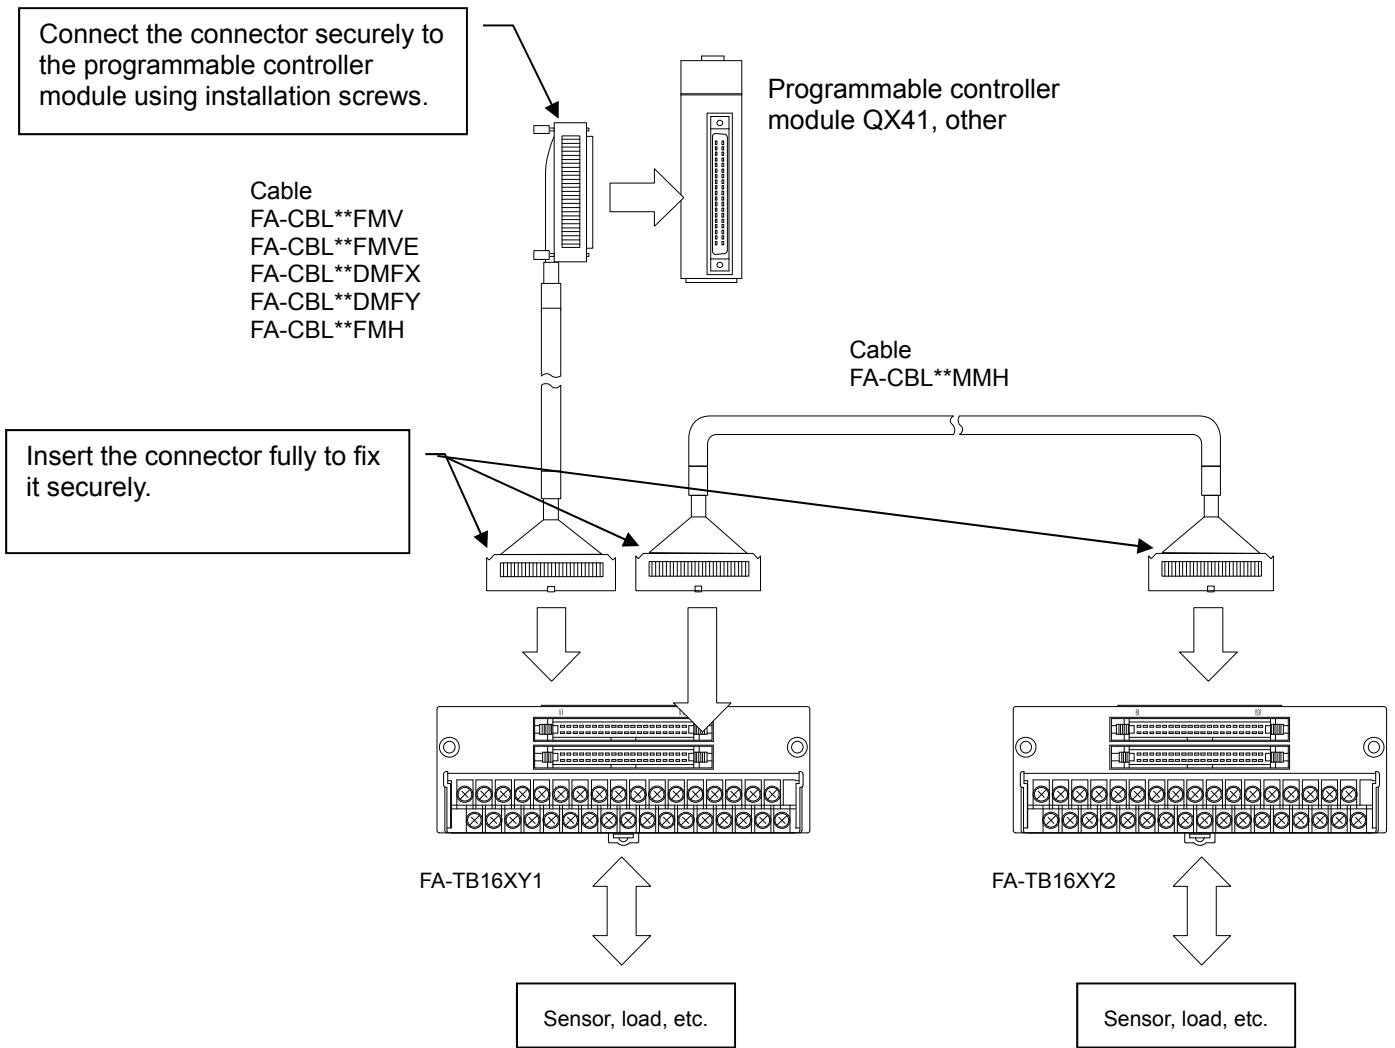 Connect the connector securely to
the programmable controller
module using installation screws.
Programmable controller
module QX41, other
Cable
FA-CBL**FMV
FA-CBL**FMVE
FA-CBL**DMFX
FA-CBL**DMFY
FA-CBL**FMH
Cable
FA-CBL**MMH
Insert the connector fully to fix
it securely.
FA-TB16XY1
FA-TB16XY2
Sensor, load, etc.
Sensor, load, etc.